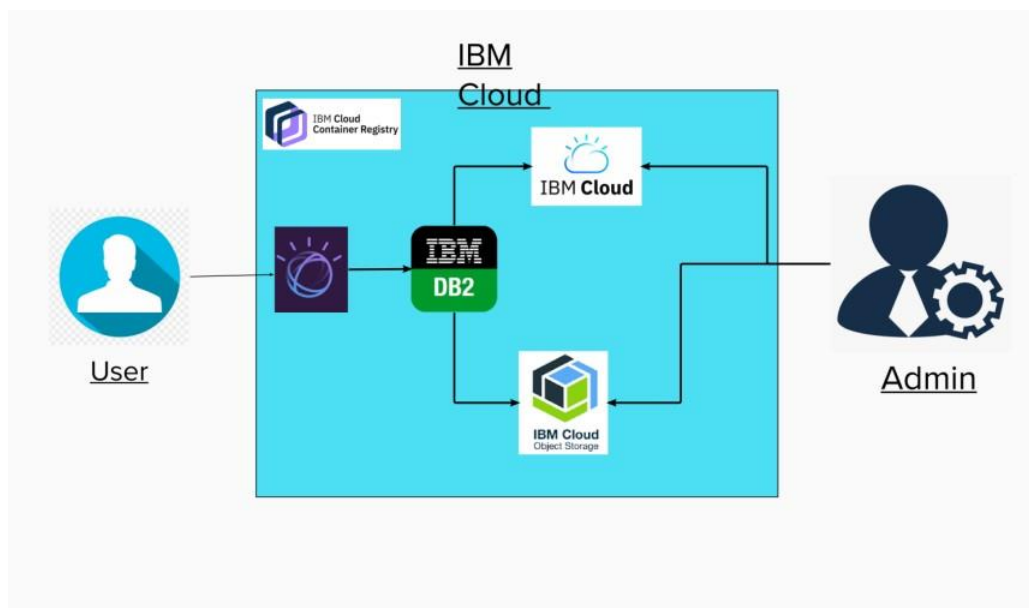 IBM
Cloud
IBM Cloud
Container Registry
IBM Cloud
IBM
DB2
User
Admin
IBM Cloud
Object Storage